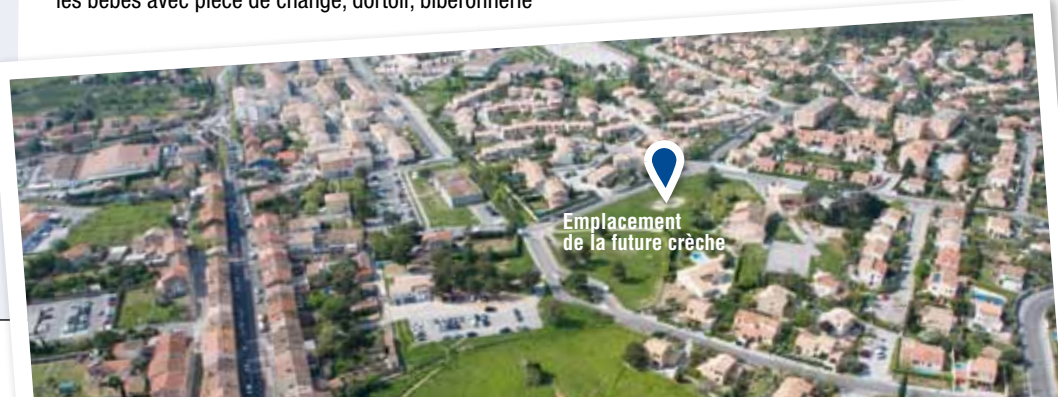 les bébés avec pièce de change, dortoir, biberonnerie
Emplacement
de la future crèche